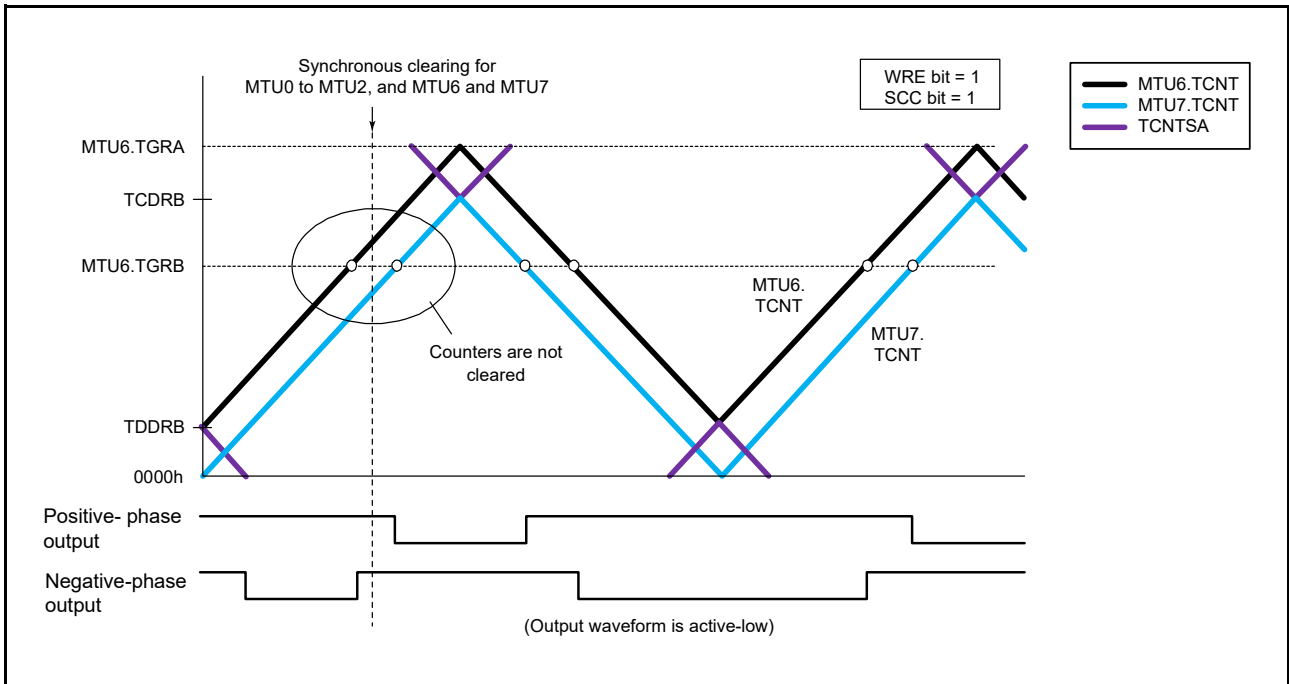 Synchronous clearing for
MTU0 to MTU2, and MTU6 and MTU7
WRE bit = 1
SCC bit = 1
MTU6.TCNT
MTU7.TCNT
TCNTSA
MTU6.TGRA
TCDRB
MTU6.TGRB
TDDRB
0000h
Counters are not
cleared
MTU6.
TCNT
MTU7.
TCNT
Positive- phase
output
Negative-phase
output
(Output waveform is active-low)